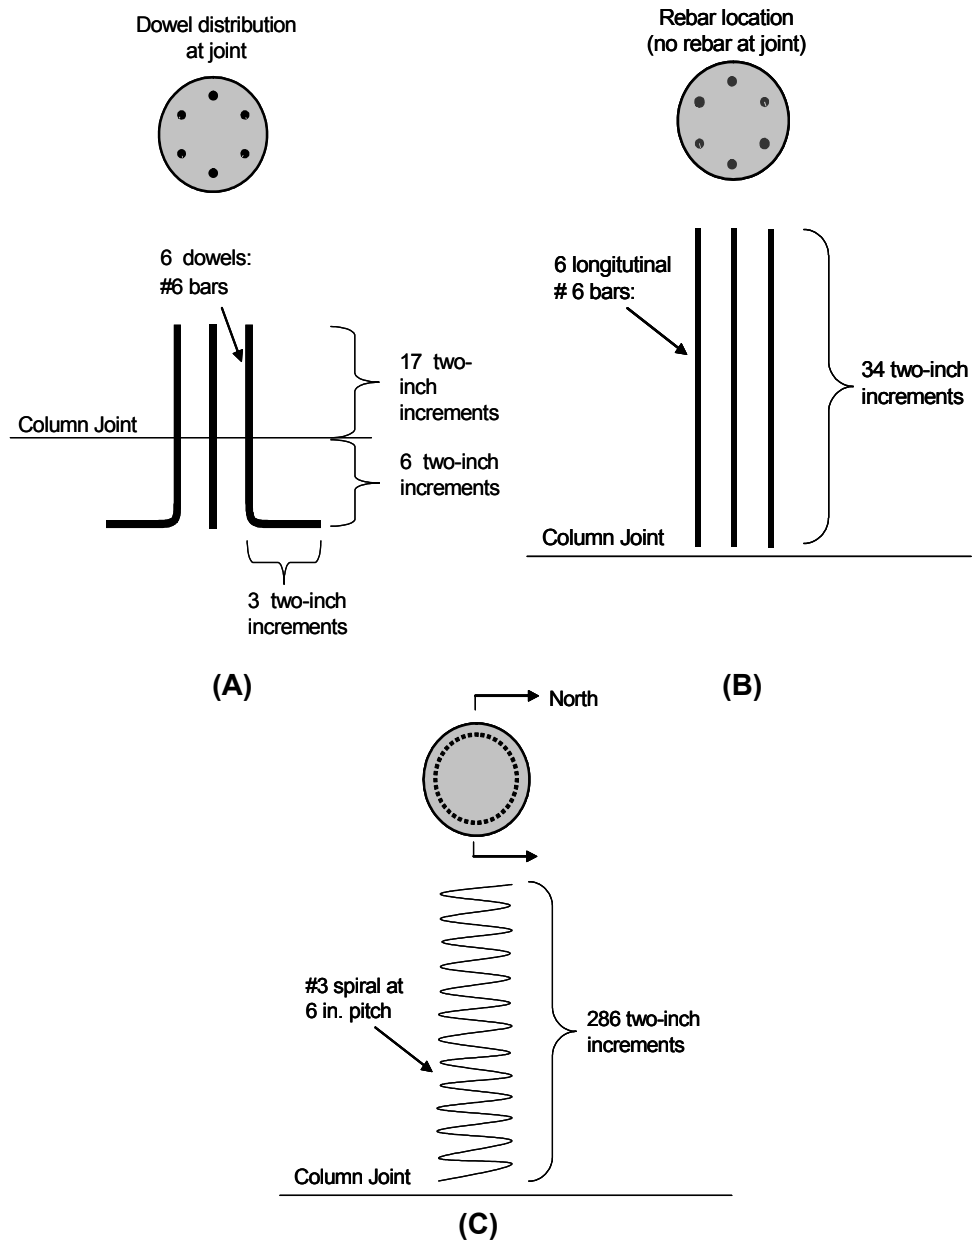 Dowel distribution
at joint
6 dowels:
#6 bars
17 two-
inch
increments
Column Joint
6 two-inch
increments
3 two-inch
increments
(A)
Rebar location
(no rebar at joint)
6 longitutinal
# 6 bars:
34 two-inch
increments
Column Joint
(B)
North
#3 spiral at
6 in. pitch
286 two-inch
increments
Column Joint
(C)